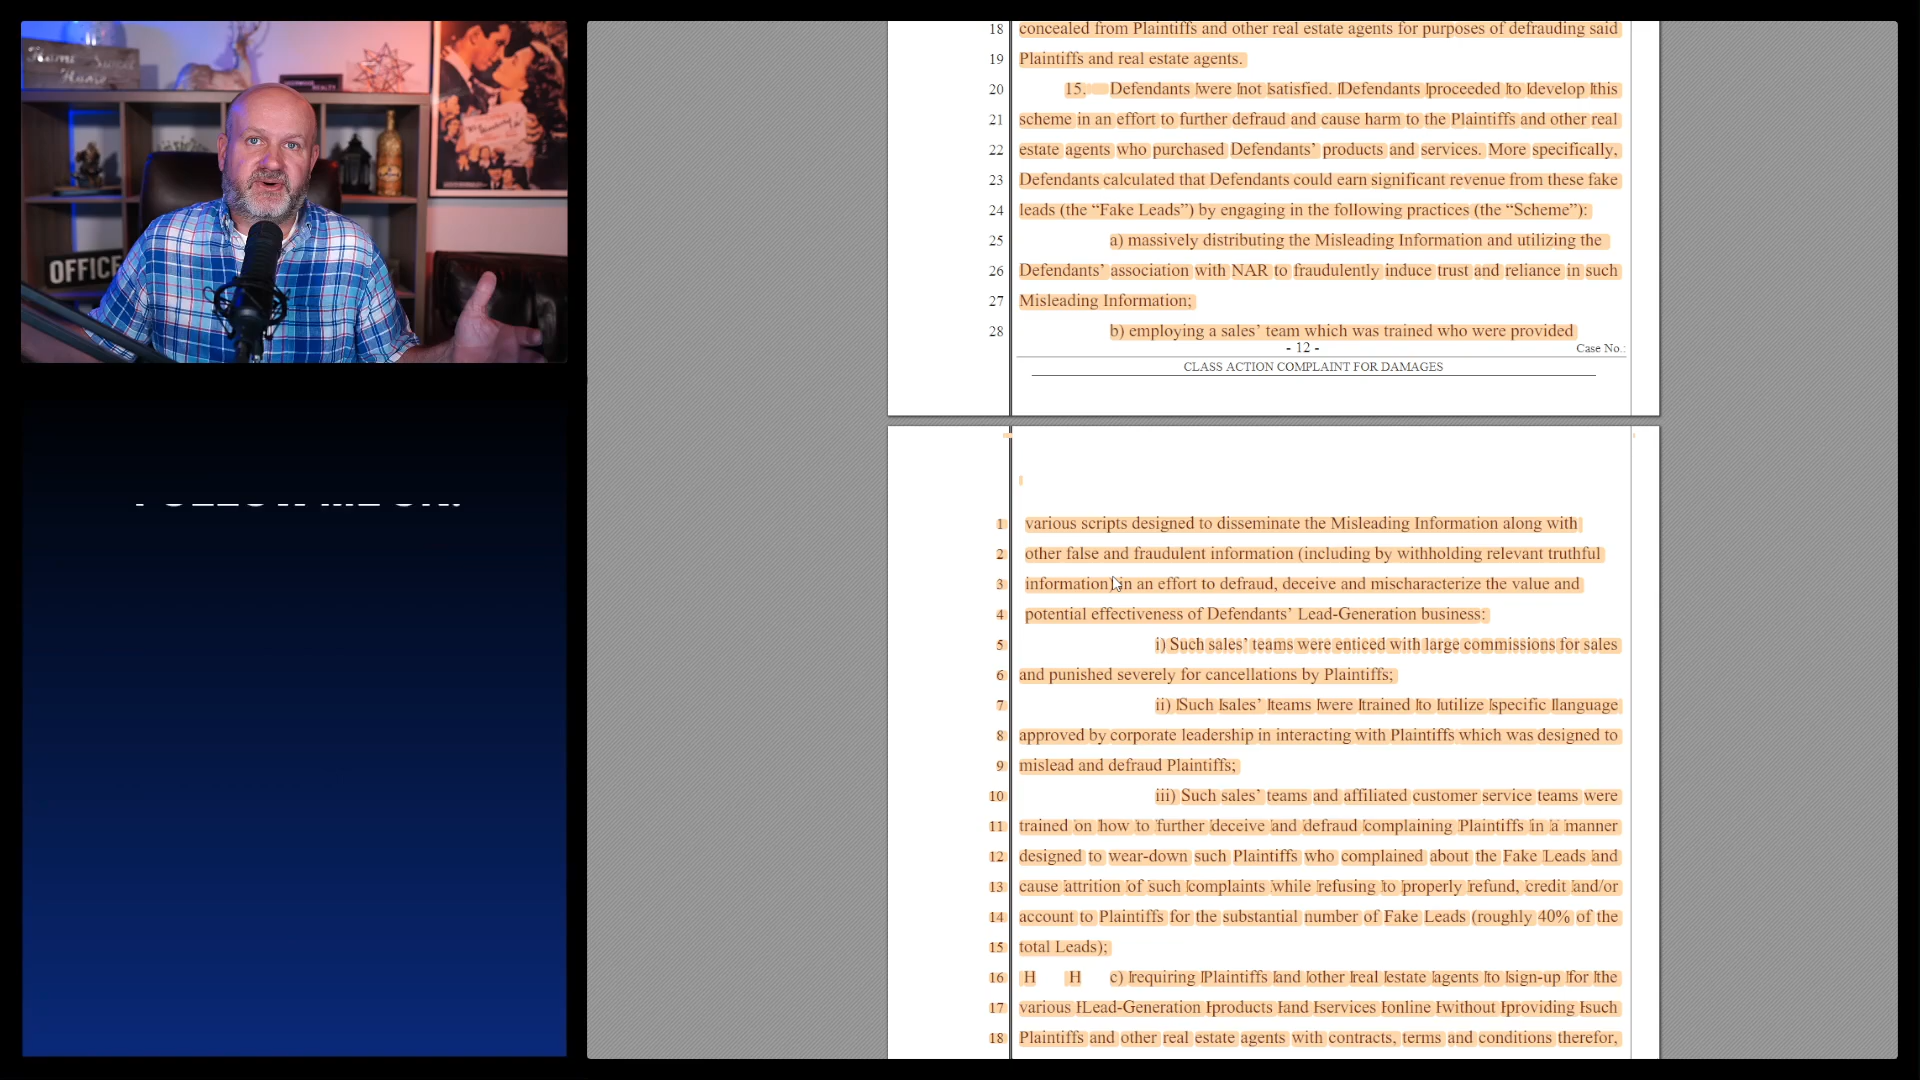 Home Sweet
Home
OFFICE
18 concealed from Plaintiffs and other real estate agents for purposes of defrauding said
19 Plaintiffs and real estate agents.
20 15. Defendants were not satisfied. Defendants proceeded to develop this
21 scheme in an effort to further defraud and cause harm to the Plaintiffs and other real
22 estate agents who purchased Defendants’ products and services. More specifically,
23 Defendants calculated that Defendants could earn significant revenue from these fake
24 leads (the “Fake Leads”) by engaging in the following practices (the “Scheme”):
25 a) massively distributing the Misleading Information and utilizing the
26 Defendants’ association with NAR to fraudulently induce trust and reliance in such
27 Misleading Information;
28 b) employing a sales’ team which was trained who were provided
- 12 - Case No.:
CLASS ACTION COMPLAINT FOR DAMAGES
1 various scripts designed to disseminate the Misleading Information along with
2 other false and fraudulent information (including by withholding relevant truthful
3 information) in an effort to defraud, deceive and mischaracterize the value and
4 potential effectiveness of Defendants’ Lead-Generation business:
5 i) Such sales’ teams were enticed with large commissions for sales
6 and punished severely for cancellations by Plaintiffs;
7 ii) Such sales’ teams were trained to utilize specific language
8 approved by corporate leadership in interacting with Plaintiffs which was designed to
9 mislead and defraud Plaintiffs;
10 iii) Such sales’ teams and affiliated customer service teams were
11 trained on how to further deceive and defraud complaining Plaintiffs in a manner
12 designed to wear-down such Plaintiffs who complained about the Fake Leads and
13 cause attrition of such complaints while refusing to properly refund, credit and/or
14 account to Plaintiffs for the substantial number of Fake Leads (roughly 40% of the
15 total Leads);
16 H H c) requiring Plaintiffs and other real estate agents to sign-up for the
17 various Lead-Generation products and services online without providing such
18 Plaintiffs and other real estate agents with contracts, terms and conditions therefor,